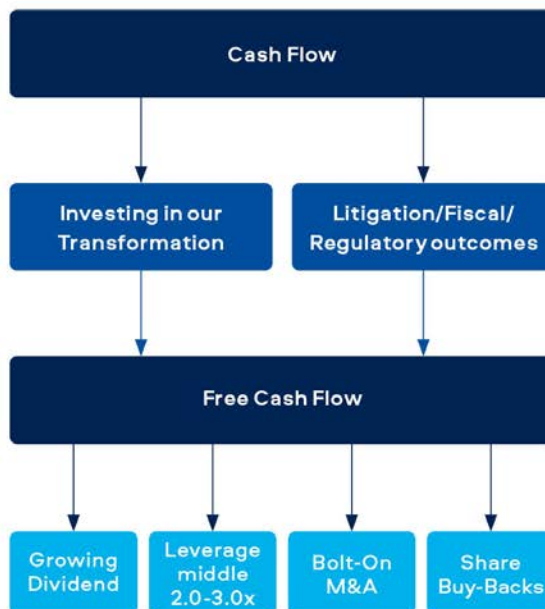 Cash Flow
Investing in our
Transformation
Litigation/Fiscal/
Regulatory outcomes
Free Cash Flow
Growing
Dividend
Leverage
middle
2.0-3.0x
Bolt-On
M&A
Share
Buy-Backs